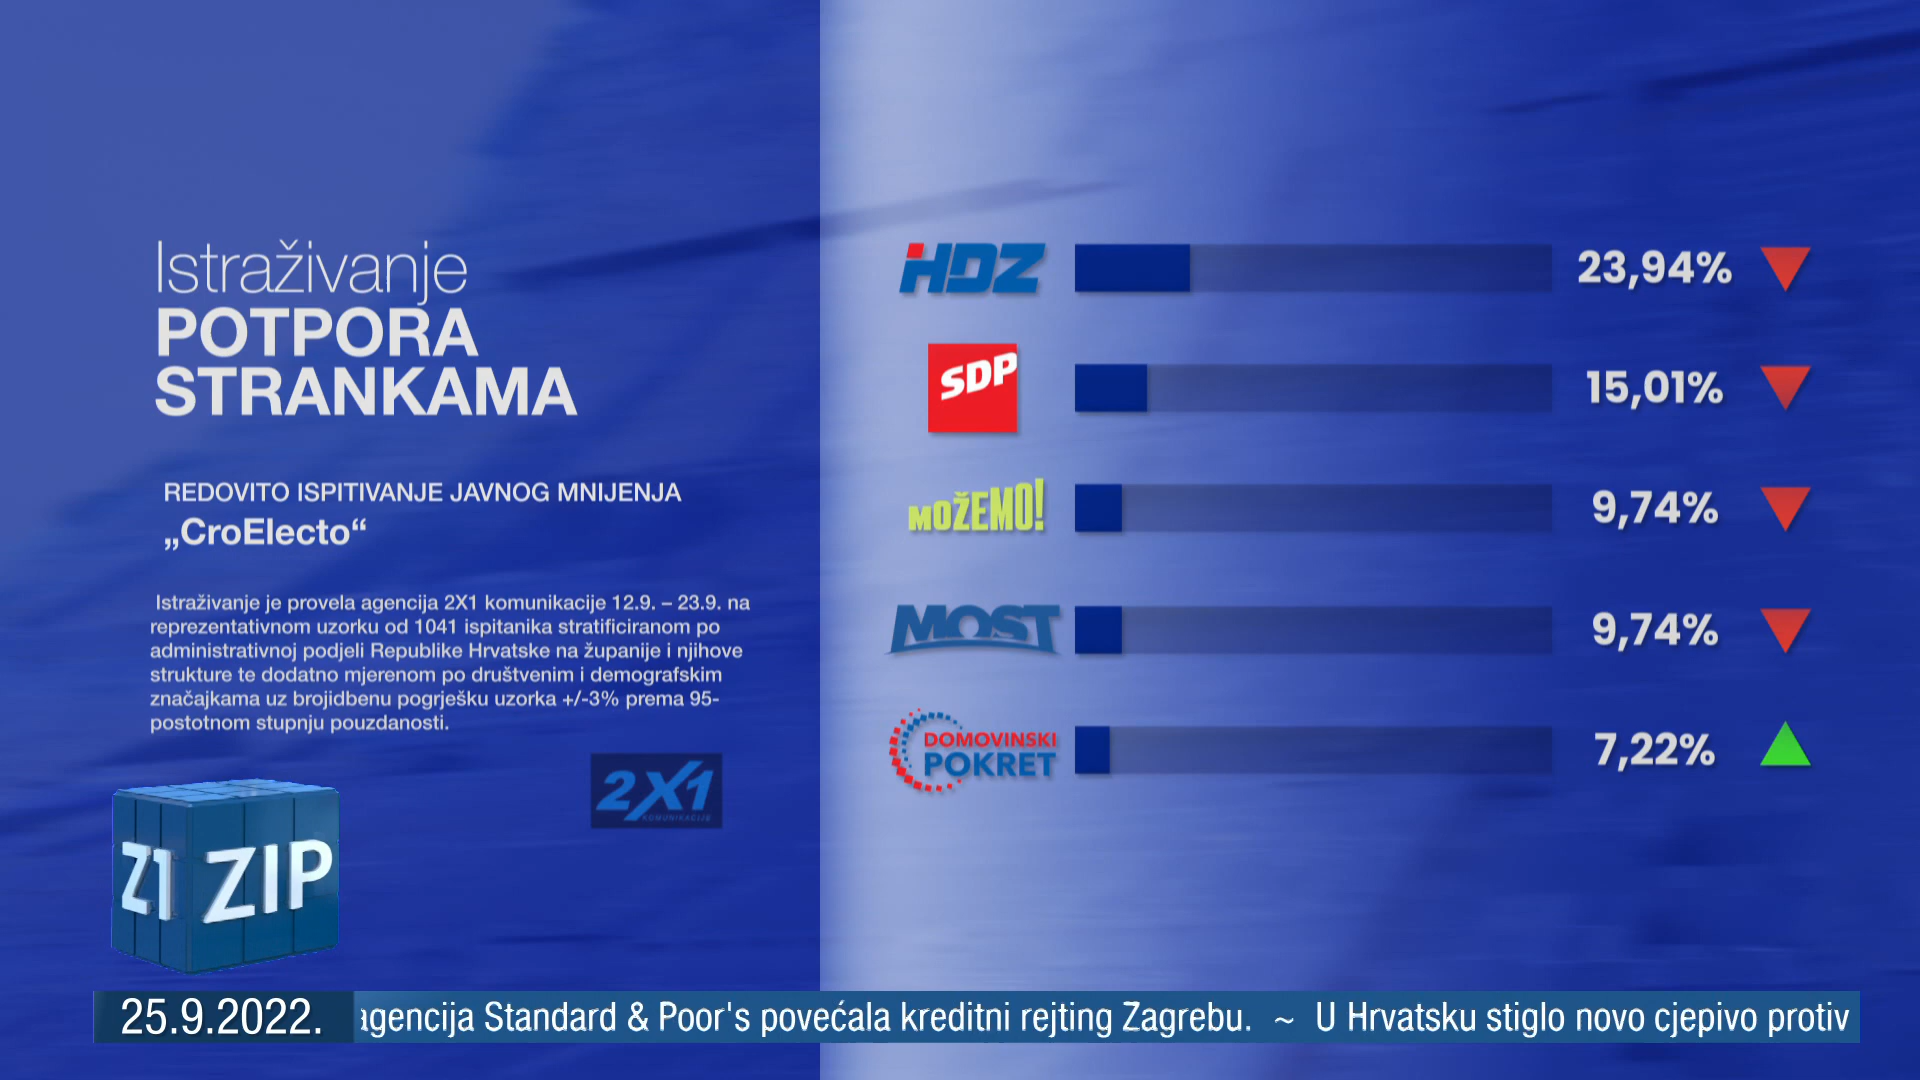 Istraživanje
POTPORA
STRANKAMA
REDOVITO ISPITIVANJE JAVNOG MNIJENJA
„CroElecto“
Istraživanje je provela agencija 2X1 komunikacije 12.9. – 23.9. na
reprezentativnom uzorku od 1041 ispitanika stratificiranom po
administrativnoj podjeli Republike Hrvatske na županije i njihove
strukture te dodatno mjerenom po društvenim i demografskim
značajkama uz brojidbenu pogrješku uzorka +/-3% prema 95-
postotnom stupnju pouzdanosti.
2X1
KOMUNIKACIJE
HDZ 23,94%
SDP 15,01%
MOŽEMO! 9,74%
MOST 9,74%
DOMOVINSKI
POKRET 7,22%
Z1 ZIP
25.9.2022. agencija Standard & Poor's povećala kreditni rejting Zagrebu. ~ U Hrvatsku stiglo novo cjepivo protiv